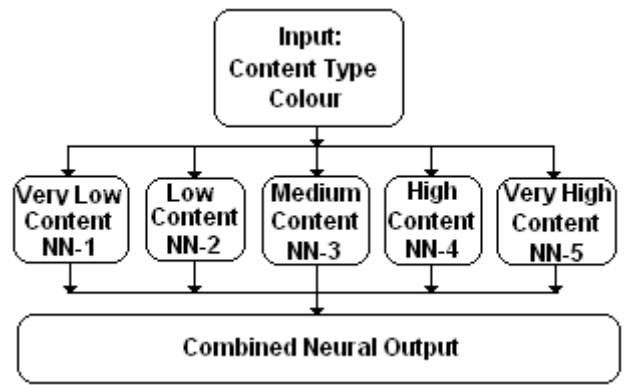 Input:
Content Type
Colour
Very Low
Content
NN-1
Low
Content
NN-2
Medium
Content
NN-3
High
Content
NN-4
Very High
Content
NN-5
Combined Neural Output